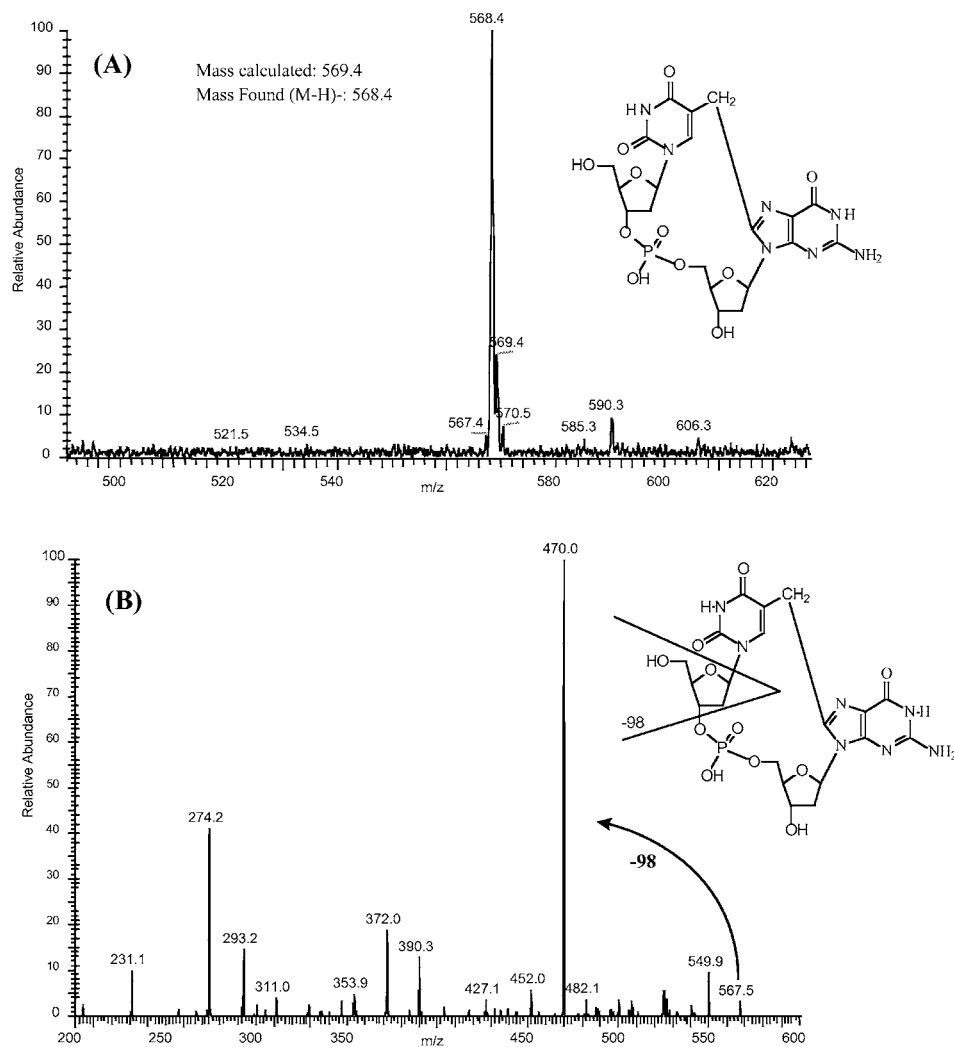 (A)
Mass calculated: 569.4
Mass Found (M-H)-: 568.4
Relative Abundance
100
90
80
70
60
50
40
30
20
10
0
568.4
569.4
567.4
570.5
521.5
534.5
585.3
590.3
606.3
500
520
540
580
600
620
m/z
O
CH2
HN
O
N
HO
O
O
O
P
OH
O
N
N
O
N-H
N
NH2
O
OH
(B)
Relative Abundance
100
90
80
70
60
50
40
30
20
10
0
470.0
274.2
231.1
293.2
311.0
353.9
372.0
390.3
427.1
452.0
482.1
549.9
567.5
-98
200
250
300
350
400
450
500
550
600
m/z
O
CH2
HN
O
N
HO
O
-98
O
O
P
OH
O
N
N
O
N-H
N
NH2
O
OH